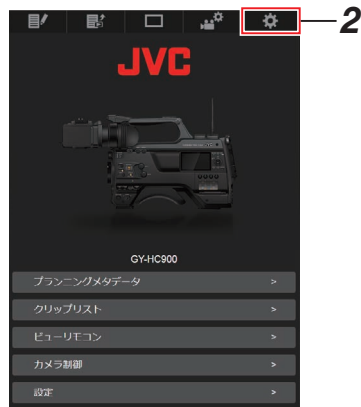 2
JVC
GY-HC900
プランニングメタデータ >
クリップリスト >
ビューリモコン >
カメラ制御 >
設定 >